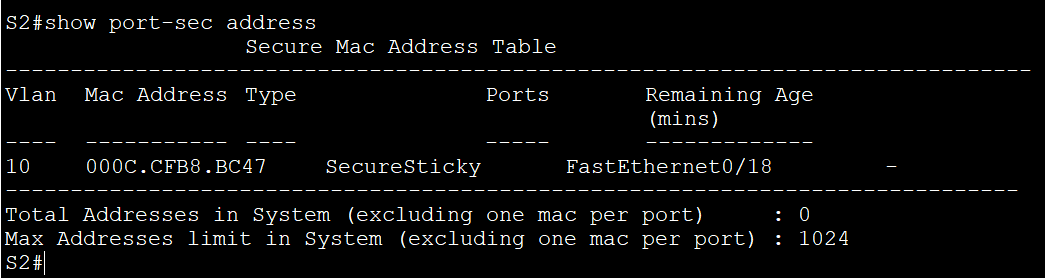 S2#show port-sec address
Secure Mac Address Table
-------------------------------------------------------------------------------
Vlan Mac Address Type Ports Remaining Age
(mins)
---- ----------- ---- ----- -------------
10 000C.CFB8.BC47 SecureSticky FastEthernet0/18 -
------------------------------------------------------------------------------
Total Addresses in System (excluding one mac per port) : 0
Max Addresses limit in System (excluding one mac per port) : 1024
S2#